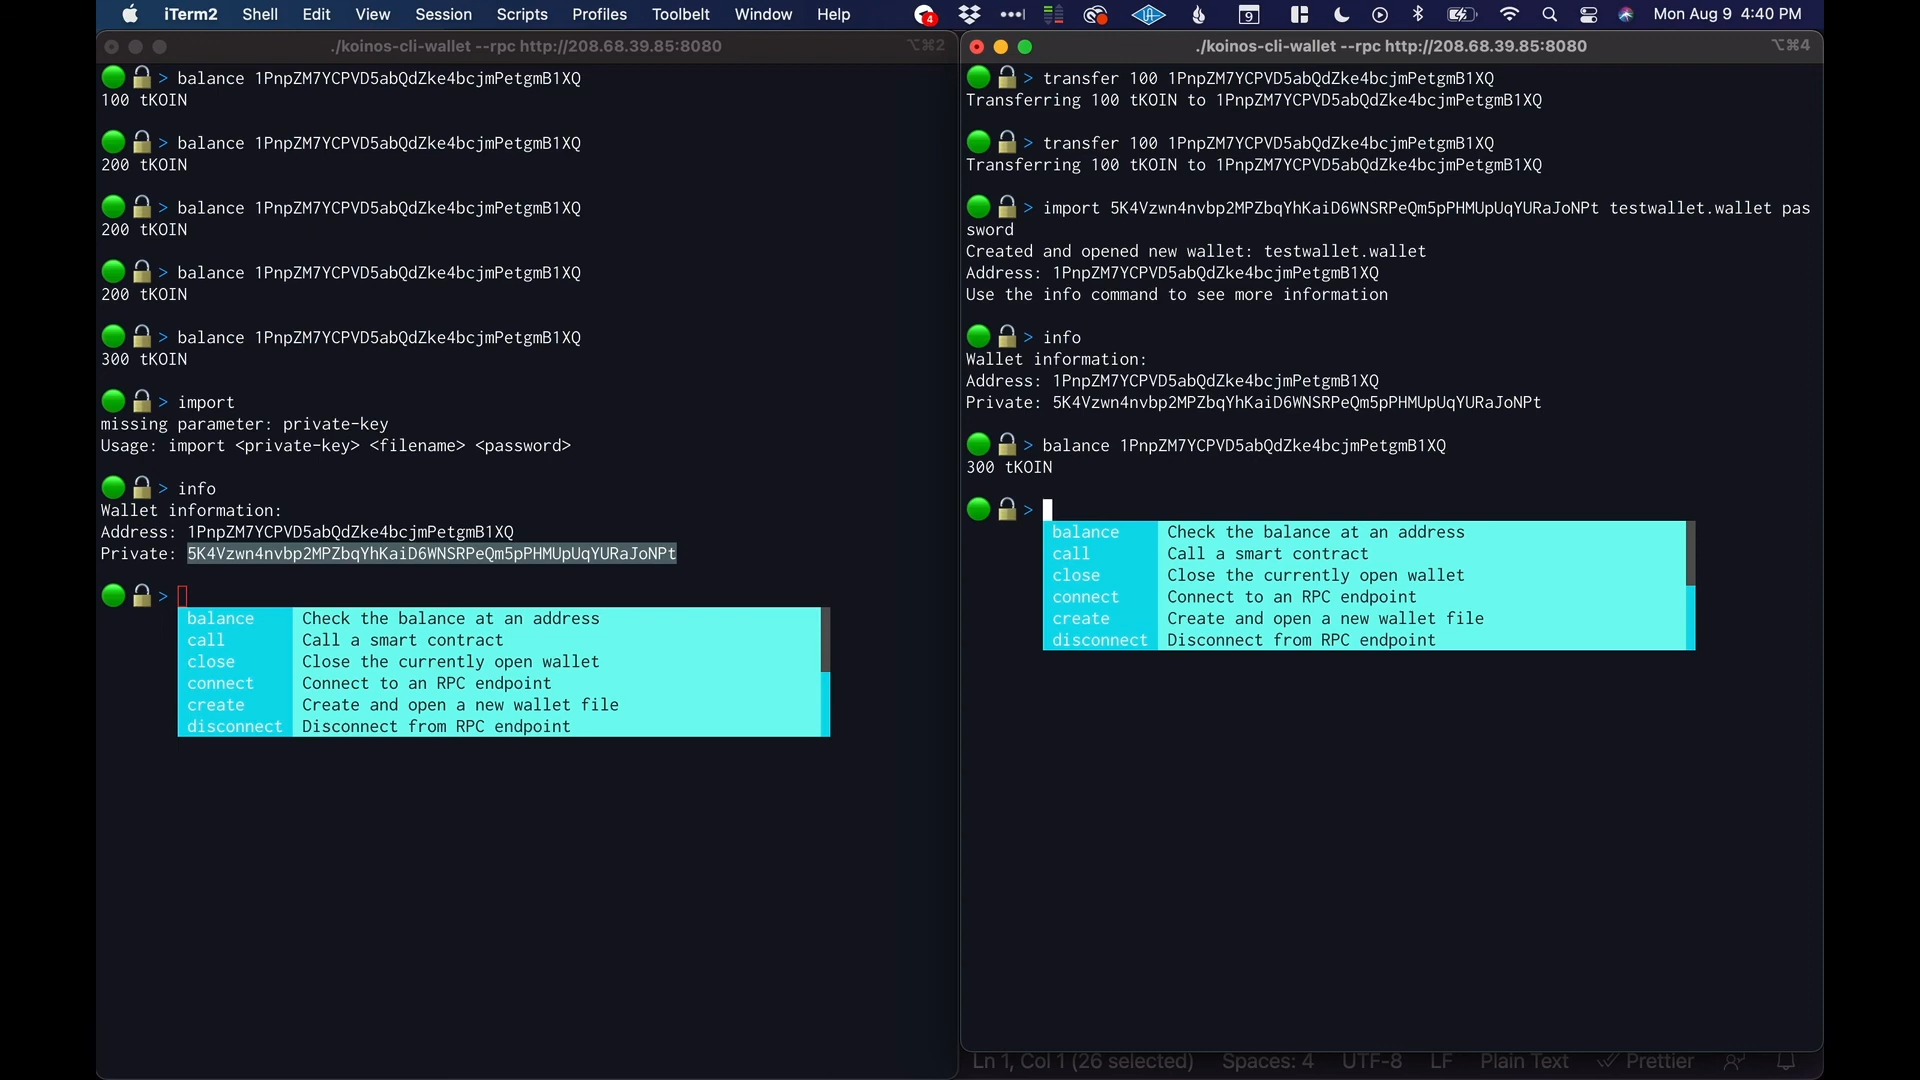 iTerm2 Shell Edit View Session Scripts Profiles Toolbelt Window Help 4 9 Mon Aug 9 4:40 PM
./koinos-cli-wallet --rpc http://208.68.39.85:8080 ⌥⌘2
> balance 1PnpZM7YCPVD5abQdZke4bcjmPetgmB1XQ
100 tKOIN
> balance 1PnpZM7YCPVD5abQdZke4bcjmPetgmB1XQ
200 tKOIN
> balance 1PnpZM7YCPVD5abQdZke4bcjmPetgmB1XQ
200 tKOIN
> balance 1PnpZM7YCPVD5abQdZke4bcjmPetgmB1XQ
200 tKOIN
> balance 1PnpZM7YCPVD5abQdZke4bcjmPetgmB1XQ
300 tKOIN
> import
missing parameter: private-key
Usage: import <private-key> <filename> <password>
> info
Wallet information:
Address: 1PnpZM7YCPVD5abQdZke4bcjmPetgmB1XQ
Private: 5K4Vzwn4nvbp2MPZbqYhKaiD6WNSRPeQm5pPHMUpUqYURaJoNPt
>
balance Check the balance at an address
call Call a smart contract
close Close the currently open wallet
connect Connect to an RPC endpoint
create Create and open a new wallet file
disconnect Disconnect from RPC endpoint
./koinos-cli-wallet --rpc http://208.68.39.85:8080 ⌥⌘4
> transfer 100 1PnpZM7YCPVD5abQdZke4bcjmPetgmB1XQ
Transferring 100 tKOIN to 1PnpZM7YCPVD5abQdZke4bcjmPetgmB1XQ
> transfer 100 1PnpZM7YCPVD5abQdZke4bcjmPetgmB1XQ
Transferring 100 tKOIN to 1PnpZM7YCPVD5abQdZke4bcjmPetgmB1XQ
> import 5K4Vzwn4nvbp2MPZbqYhKaiD6WNSRPeQm5pPHMUpUqYURaJoNPt testwallet.wallet pas
sword
Created and opened new wallet: testwallet.wallet
Address: 1PnpZM7YCPVD5abQdZke4bcjmPetgmB1XQ
Use the info command to see more information
> info
Wallet information:
Address: 1PnpZM7YCPVD5abQdZke4bcjmPetgmB1XQ
Private: 5K4Vzwn4nvbp2MPZbqYhKaiD6WNSRPeQm5pPHMUpUqYURaJoNPt
> balance 1PnpZM7YCPVD5abQdZke4bcjmPetgmB1XQ
300 tKOIN
>
balance Check the balance at an address
call Call a smart contract
close Close the currently open wallet
connect Connect to an RPC endpoint
create Create and open a new wallet file
disconnect Disconnect from RPC endpoint
Ln 1, Col 1 (26 selected) Spaces: 4 UTF-8 LF Plain Text Prettier